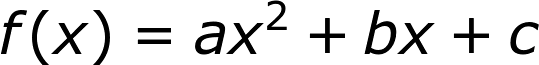 f(x) = ax² + bx + c